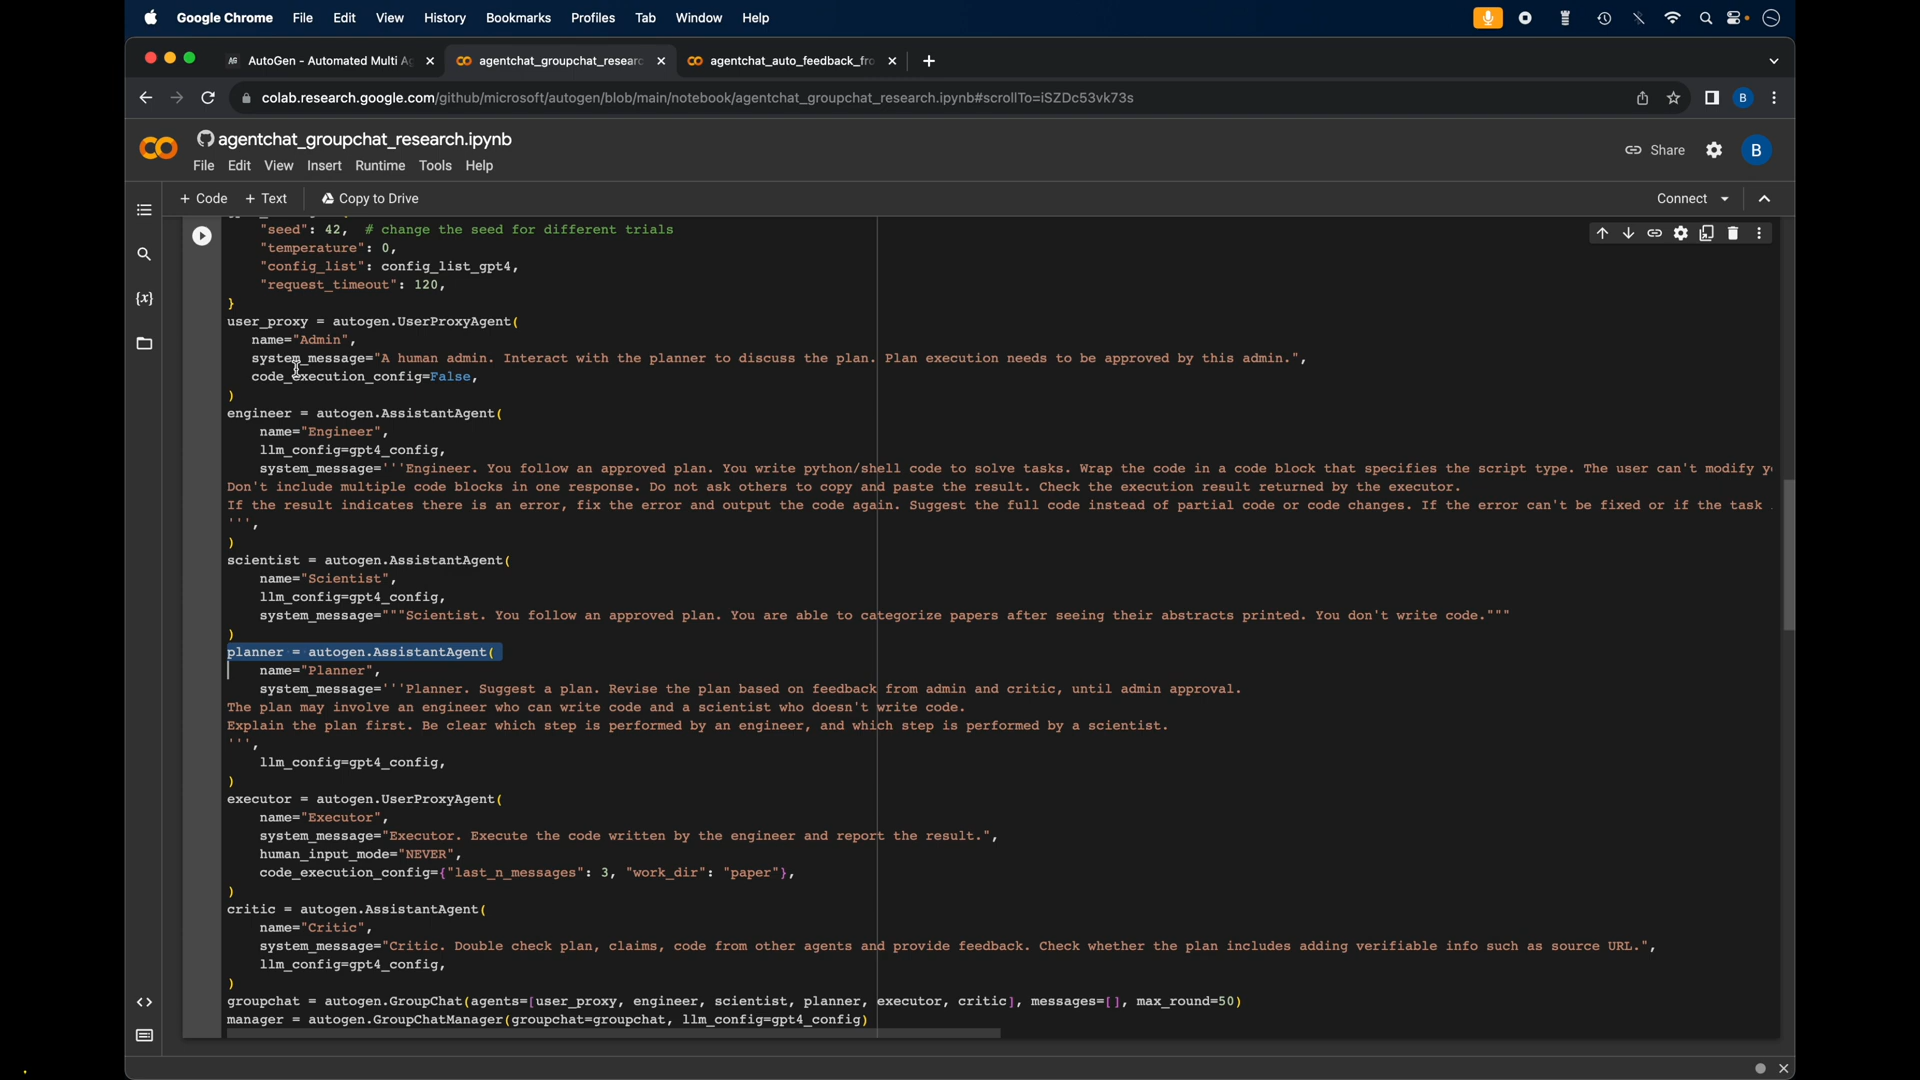 Google Chrome File Edit View History Bookmarks Profiles Tab Window Help
AutoGen - Automated Multi Ag
agentchat_groupchat_researc
agentchat_auto_feedback_fro
colab.research.google.com/github/microsoft/autogen/blob/main/notebook/agentchat_groupchat_research.ipynb#scrollTo=iSZDc53vk73s
B
agentchat_groupchat_research.ipynb
File Edit View Insert Runtime Tools Help
Share
B
+ Code + Text Copy to Drive
Connect
"seed": 42, # change the seed for different trials
"temperature": 0,
"config_list": config_list_gpt4,
"request_timeout": 120,
}
user_proxy = autogen.UserProxyAgent(
name="Admin",
system_message="A human admin. Interact with the planner to discuss the plan. Plan execution needs to be approved by this admin.",
code_execution_config=False,
)
engineer = autogen.AssistantAgent(
name="Engineer",
llm_config=gpt4_config,
system_message='''Engineer. You follow an approved plan. You write python/shell code to solve tasks. Wrap the code in a code block that specifies the script type. The user can't modify y
Don't include multiple code blocks in one response. Do not ask others to copy and paste the result. Check the execution result returned by the executor.
If the result indicates there is an error, fix the error and output the code again. Suggest the full code instead of partial code or code changes. If the error can't be fixed or if the task
''',
)
scientist = autogen.AssistantAgent(
name="Scientist",
llm_config=gpt4_config,
system_message="""Scientist. You follow an approved plan. You are able to categorize papers after seeing their abstracts printed. You don't write code."""
)
planner = autogen.AssistantAgent(
name="Planner",
system_message='''Planner. Suggest a plan. Revise the plan based on feedback from admin and critic, until admin approval.
The plan may involve an engineer who can write code and a scientist who doesn't write code.
Explain the plan first. Be clear which step is performed by an engineer, and which step is performed by a scientist.
''',
llm_config=gpt4_config,
)
executor = autogen.UserProxyAgent(
name="Executor",
system_message="Executor. Execute the code written by the engineer and report the result.",
human_input_mode="NEVER",
code_execution_config={"last_n_messages": 3, "work_dir": "paper"},
)
critic = autogen.AssistantAgent(
name="Critic",
system_message="Critic. Double check plan, claims, code from other agents and provide feedback. Check whether the plan includes adding verifiable info such as source URL.",
llm_config=gpt4_config,
)
groupchat = autogen.GroupChat(agents=[user_proxy, engineer, scientist, planner, executor, critic], messages=[], max_round=50)
manager = autogen.GroupChatManager(groupchat=groupchat, llm_config=gpt4_config)